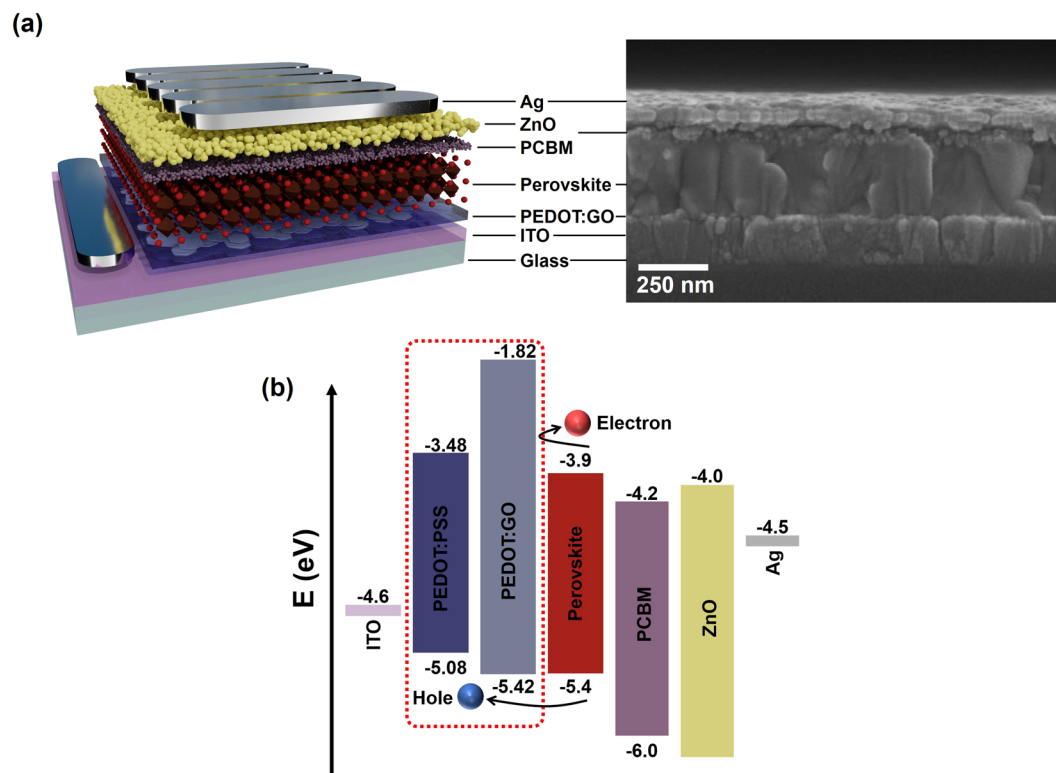 (a)
Ag
ZnO
PCBM
Perovskite
PEDOT:GO
ITO
Glass
250 nm
(b)
E (eV)
-4.6
ITO
-3.48
PEDOT:PSS
-5.08
-1.82
PEDOT:GO
-5.42
Electron
-3.9
Perovskite
-5.4
Hole
-4.2
PCBM
-6.0
-4.0
ZnO
-4.5
Ag